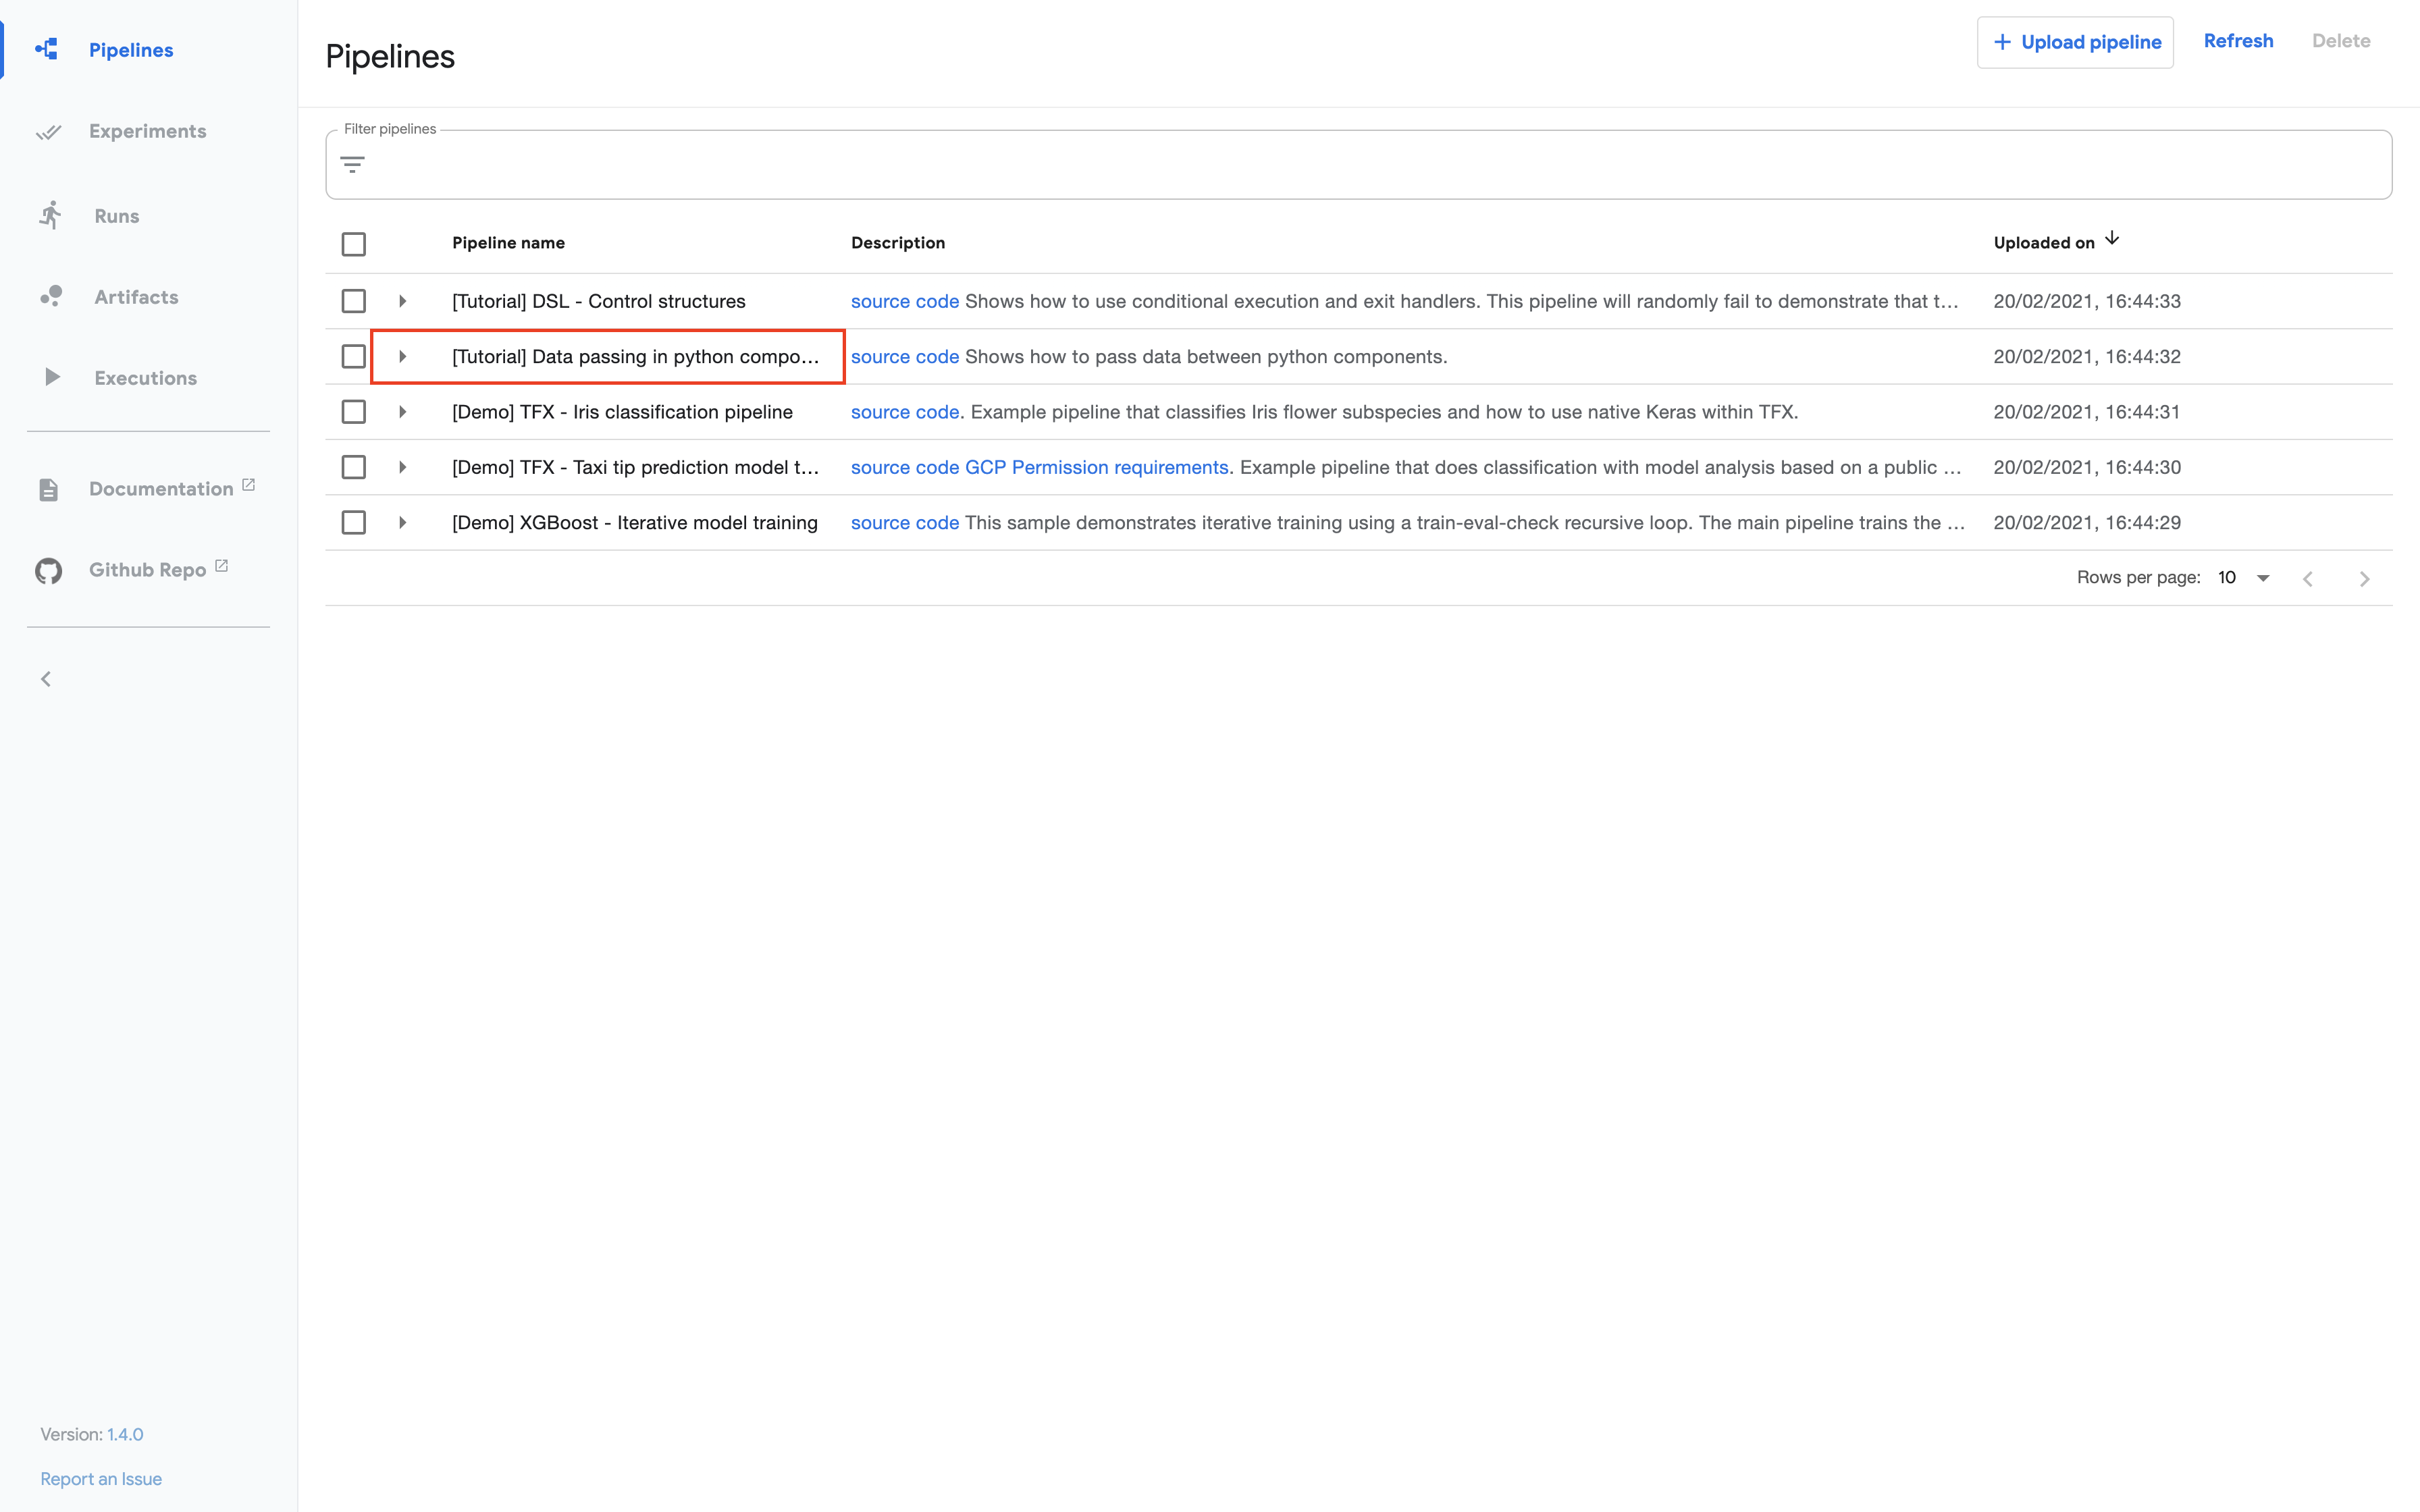 Pipelines
Experiments
Runs
Artifacts
Executions
Documentation
Github Repo
Version: 1.4.0
Report an Issue
Pipelines
+ Upload pipeline Refresh Delete
Filter pipelines
Pipeline name Description Uploaded on
[Tutorial] DSL - Control structures source code Shows how to use conditional execution and exit handlers. This pipeline will randomly fail to demonstrate that t... 20/02/2021, 16:44:33
[Tutorial] Data passing in python compo... source code Shows how to pass data between python components. 20/02/2021, 16:44:32
[Demo] TFX - Iris classification pipeline source code. Example pipeline that classifies Iris flower subspecies and how to use native Keras within TFX. 20/02/2021, 16:44:31
[Demo] TFX - Taxi tip prediction model t... source code GCP Permission requirements. Example pipeline that does classification with model analysis based on a public ... 20/02/2021, 16:44:30
[Demo] XGBoost - Iterative model training source code This sample demonstrates iterative training using a train-eval-check recursive loop. The main pipeline trains the ... 20/02/2021, 16:44:29
Rows per page: 10